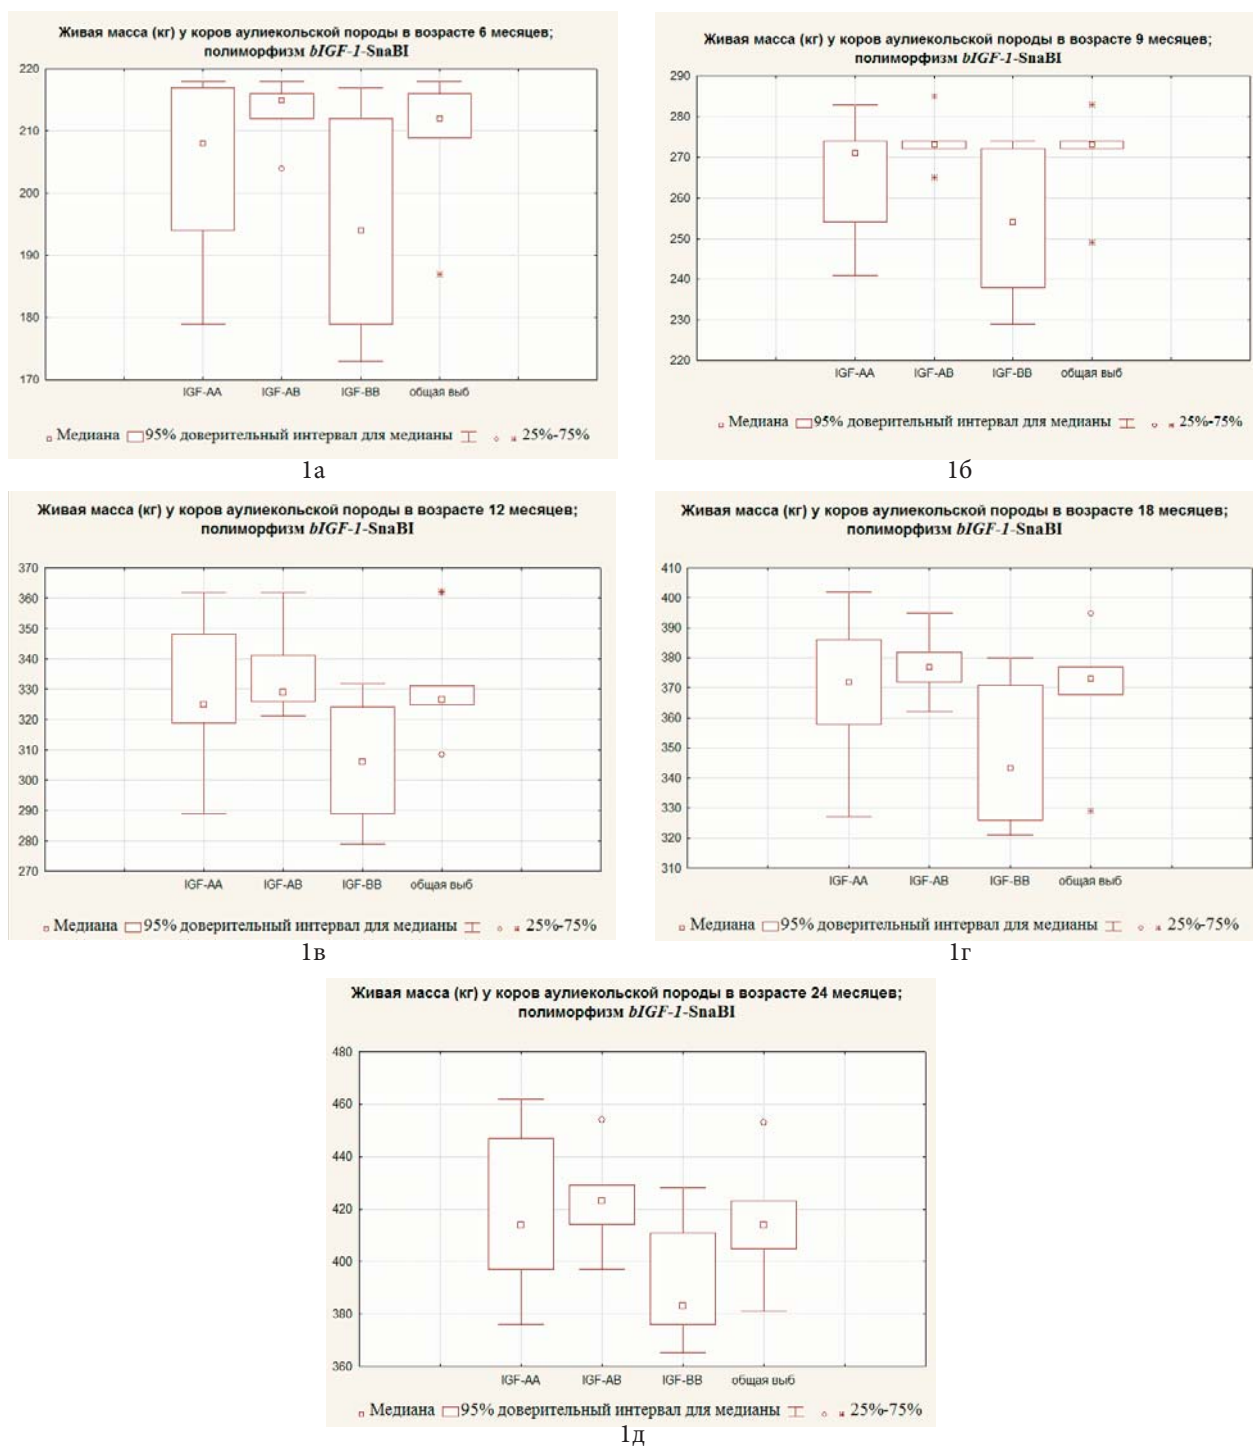 Живая масса (кг) у коров аулиекольской породы в возрасте 6 месяцев;
полиморфизм bIGF-1-SnaBI
220
210
200
190
180
170
IGF-AA IGF-AB IGF-BB общая выб
Медиана 95% доверительный интервал для медианы 25%-75%
1а
Живая масса (кг) у коров аулиекольской породы в возрасте 9 месяцев;
полиморфизм bIGF-1-SnaBI
290
280
270
260
250
240
230
220
IGF-AA IGF-AB IGF-BB общая выб
Медиана 95% доверительный интервал для медианы 25%-75%
1б
Живая масса (кг) у коров аулиекольской породы в возрасте 12 месяцев;
полиморфизм bIGF-1-SnaBI
370
360
350
340
330
320
310
300
290
280
270
IGF-AA IGF-AB IGF-BB общая выб
Медиана 95% доверительный интервал для медианы 25%-75%
1в
Живая масса (кг) у коров аулиекольской породы в возрасте 18 месяцев;
полиморфизм bIGF-1-SnaBI
410
400
390
380
370
360
350
340
330
320
310
IGF-AA IGF-AB IGF-BB общая выб
Медиана 95% доверительный интервал для медианы 25%-75%
1г
Живая масса (кг) у коров аулиекольской породы в возрасте 24 месяцев;
полиморфизм bIGF-1-SnaBI
480
460
440
420
400
380
360
IGF-AA IGF-AB IGF-BB общая выб
Медиана 95% доверительный интервал для медианы 25%-75%
1д